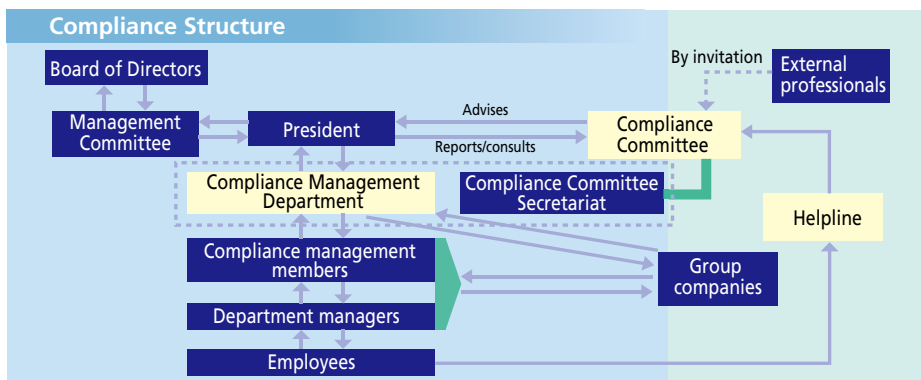 Compliance Structure
Board of Directors
By invitation
External
professionals
Management
Committee
President
Advises
Reports/consults
Compliance
Committee
Compliance Management
Department
Compliance Committee
Secretariat
Helpline
Compliance management
members
Group
companies
Department managers
Employees